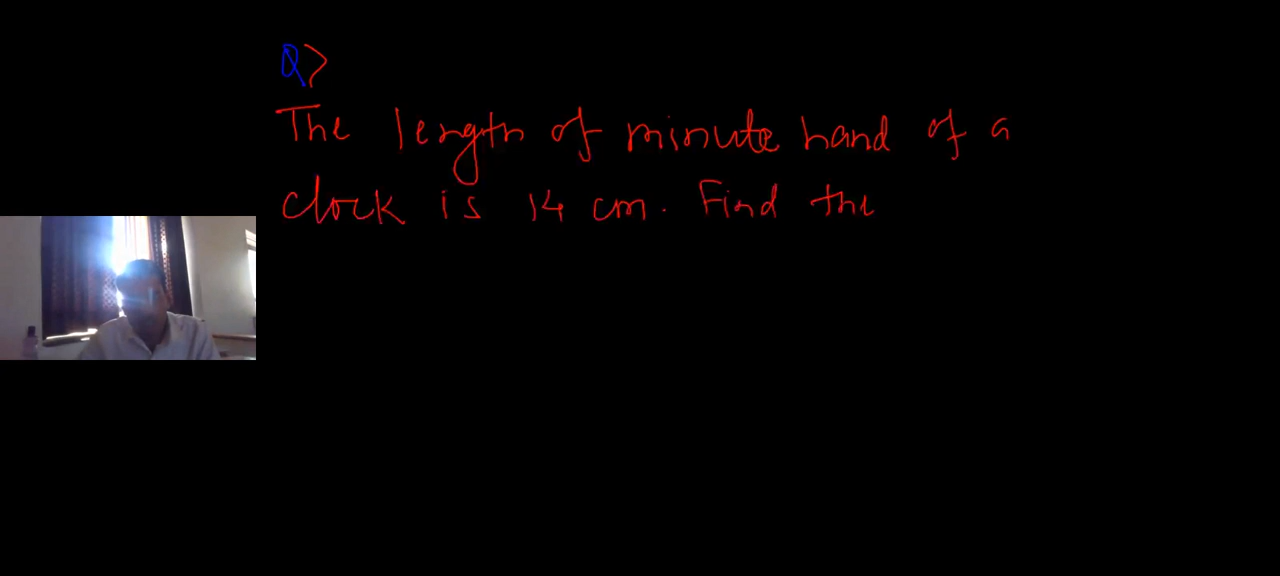 Q>
The length of minute hand of a
clock is 14 cm. Find the